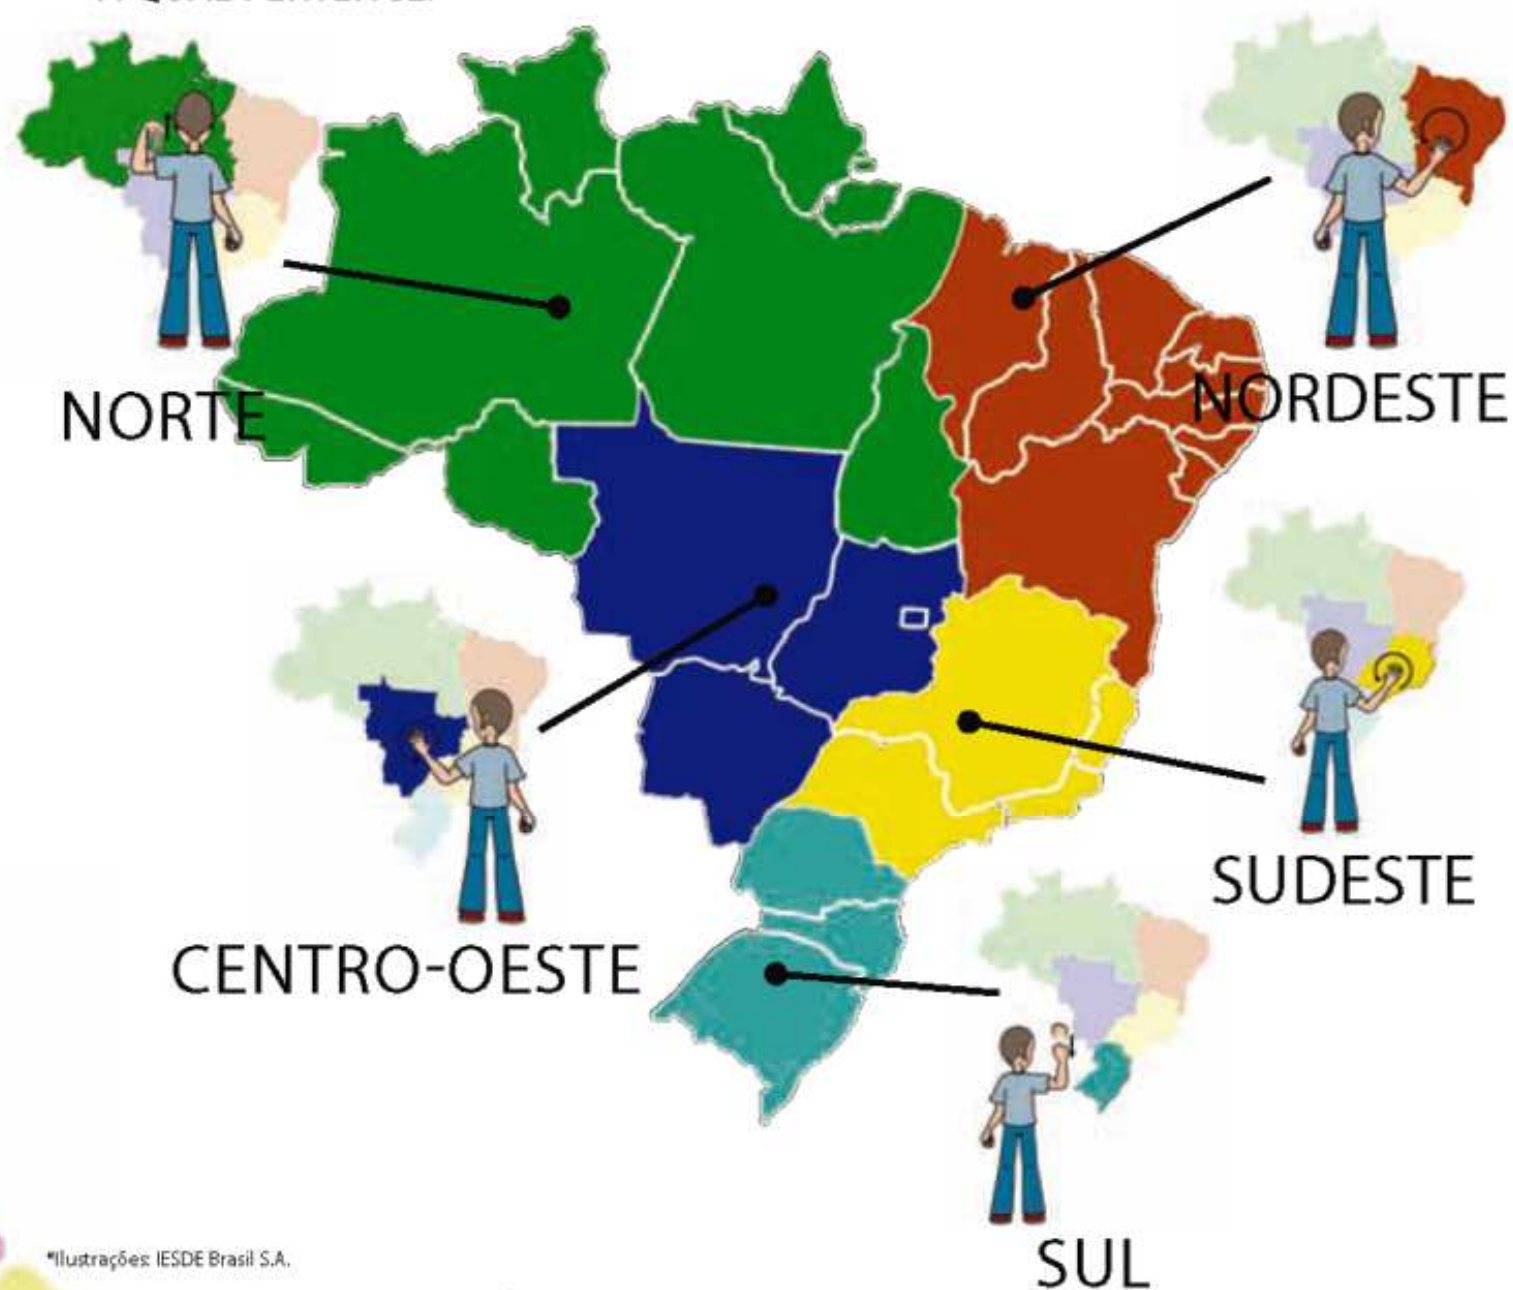 NORTE
NORDESTE
SUDESTE
CENTRO-OESTE
SUL
*Ilustrações: IESDE Brasil S.A.